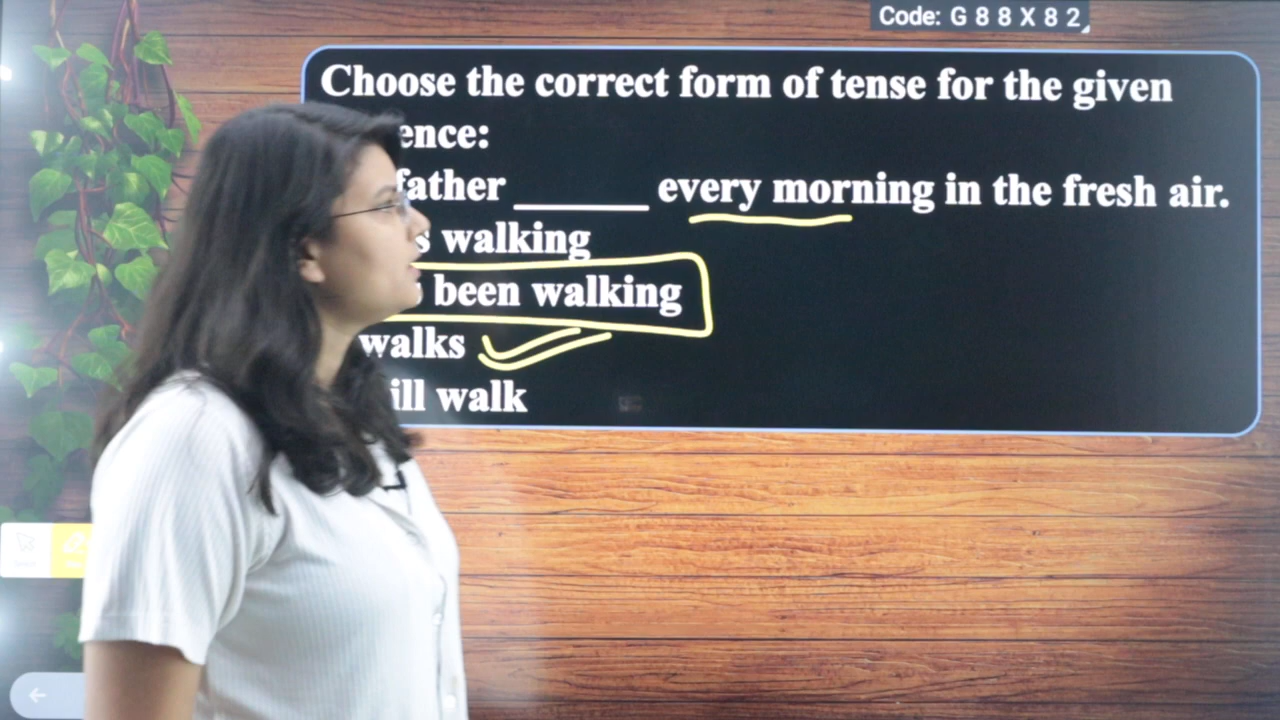 Code: G 8 8 X 8 2
Choose the correct form of tense for the given
ence:
father ______ every morning in the fresh air.
s walking
been walking
walks
ill walk